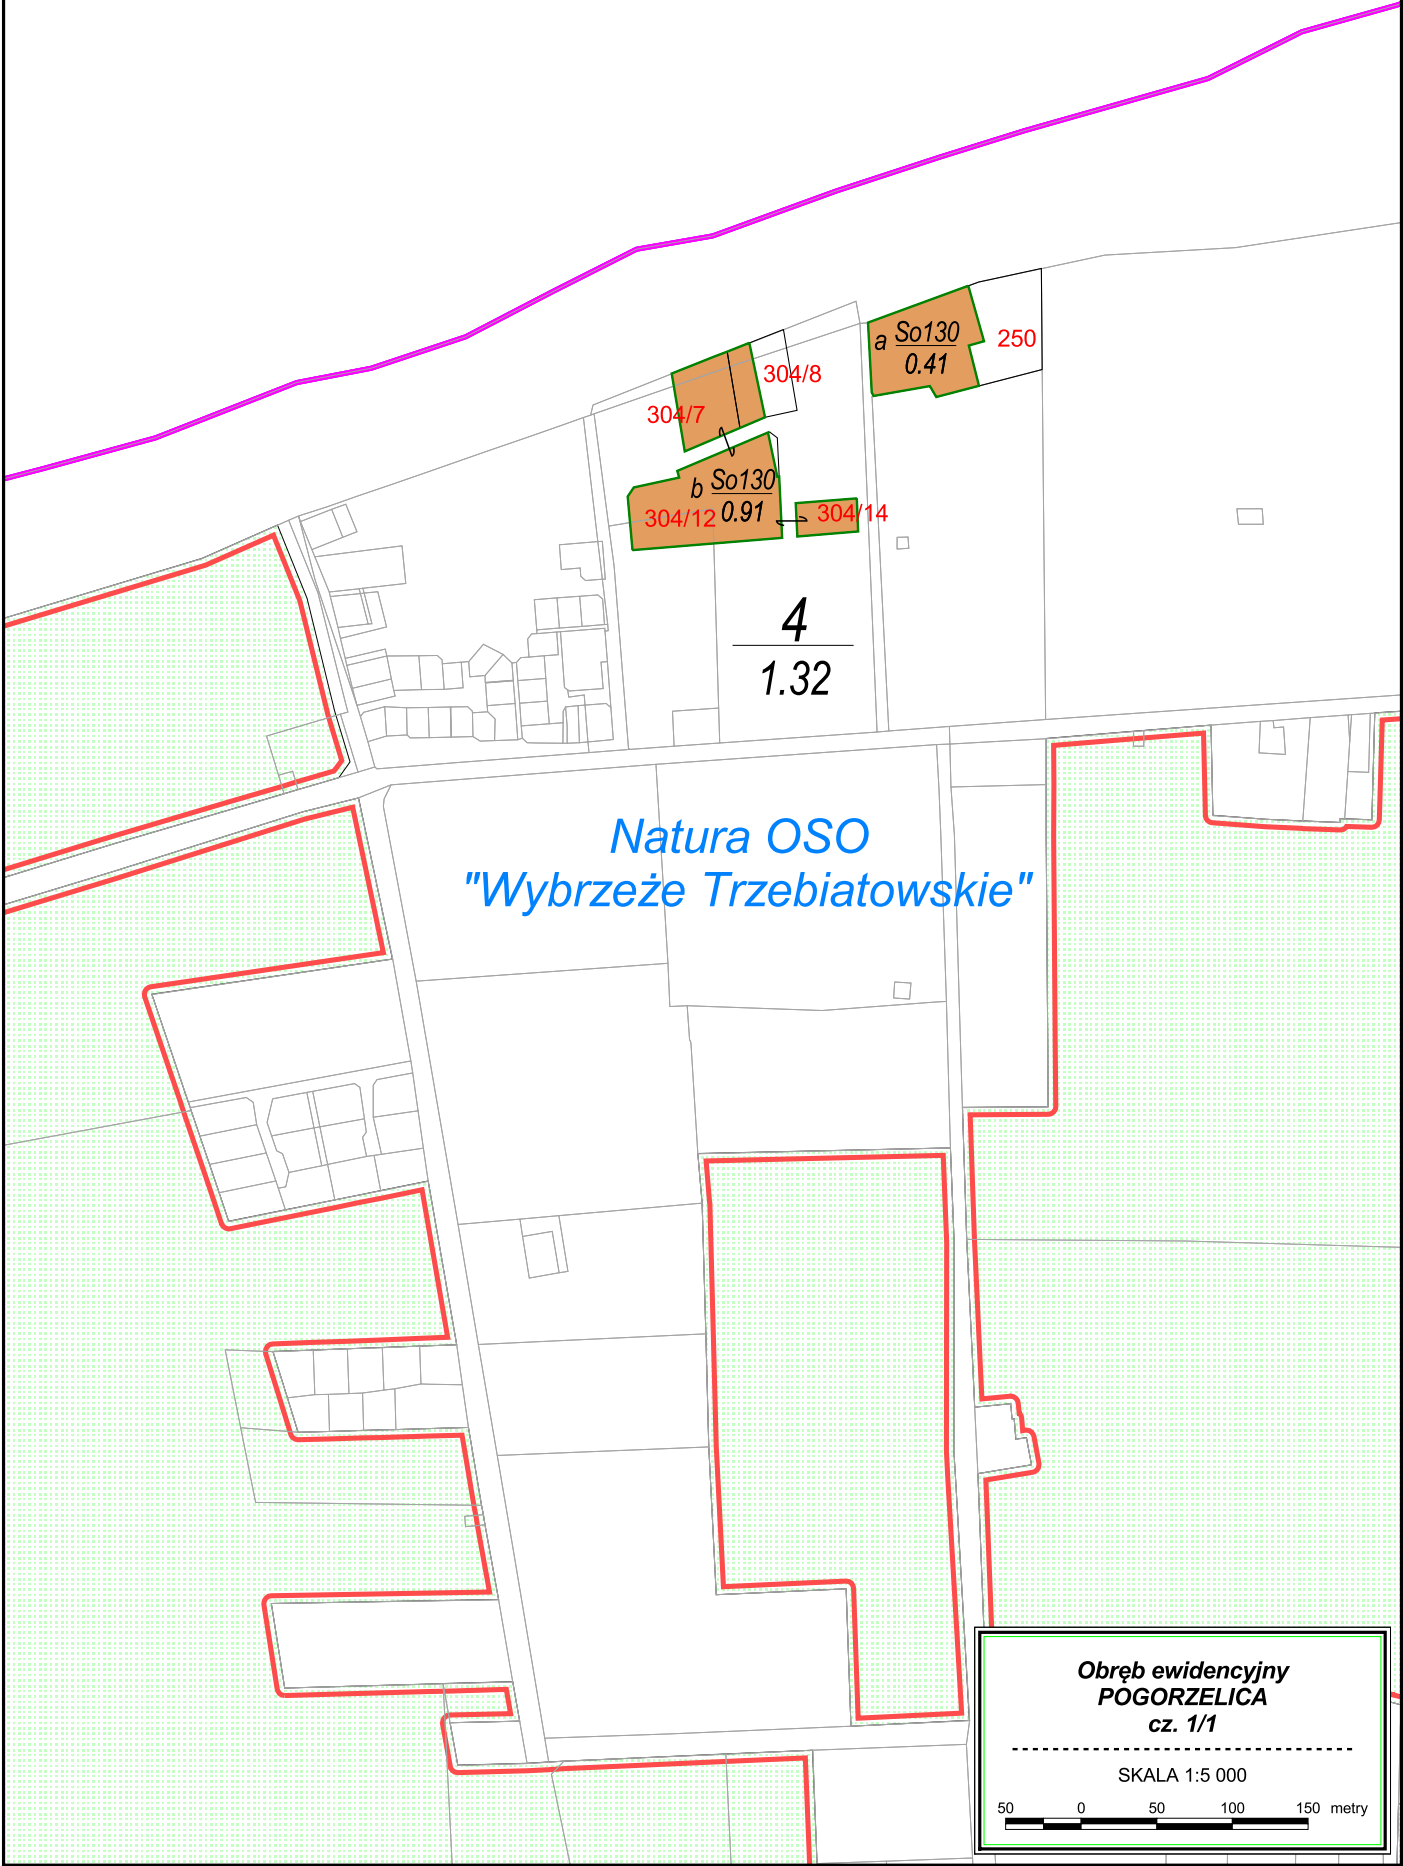 a So130
0.41
250
304/8
304/7
b So130
0.91
304/12
304/14
4
1.32
Natura OSO
"Wybrzeże Trzebiatowskie"
Obręb ewidencyjny
POGORZELICA
cz. 1/1
SKALA 1:5 000
50 0 50 100 150 metry